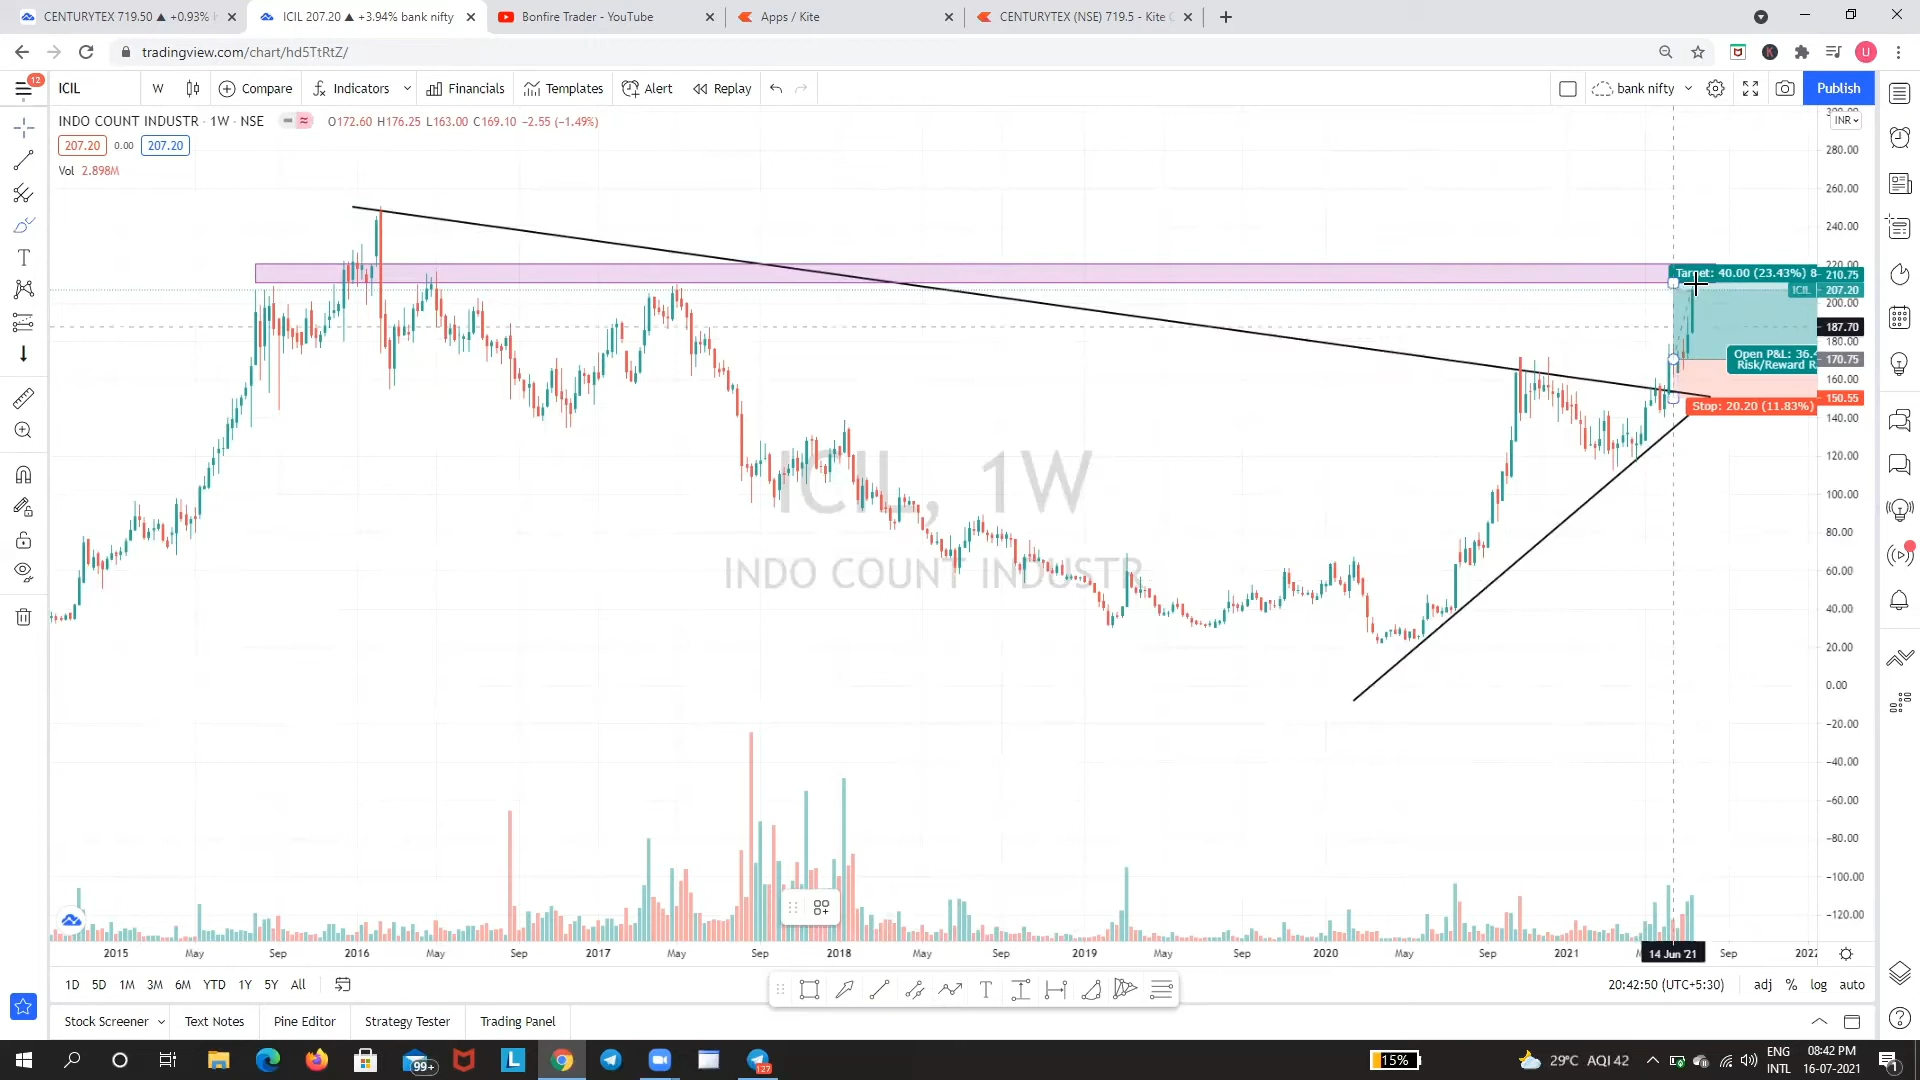 CENTURYTEX 719.50 ▲ +0.93%
ICIL 207.20 ▲ +3.94% bank nifty
Bonfire Trader - YouTube
Apps / Kite
CENTURYTEX (NSE) 719.5 - Kite
tradingview.com/chart/hd5TtRtZ/
12
ICIL
W
Compare
Indicators
Financials
Templates
Alert
Replay
bank nifty
Publish
INDO COUNT INDUSTR · 1W · NSE
O172.60 H176.25 L163.00 C169.10 −2.55 (−1.49%)
207.20 0.00 207.20
Vol 2.898M
INR
280.00
260.00
240.00
220.00
Target: 40.00 (23.43%) 8
210.75
ICIL 207.20
200.00
187.70
180.00
Open P&L: 36.4
Risk/Reward R
170.75
160.00
150.55
Stop: 20.20 (11.83%)
140.00
120.00
100.00
80.00
60.00
40.00
20.00
0.00
−20.00
−40.00
−60.00
−80.00
−100.00
−120.00
ICIL, 1W
INDO COUNT INDUSTR
2015 May Sep 2016 May Sep 2017 May Sep 2018 May Sep 2019 May Sep 2020 May Sep 2021 14 Jun '21 Sep 2022
1D 5D 1M 3M 6M YTD 1Y 5Y All
20:42:50 (UTC+5:30)
adj % log auto
Stock Screener
Text Notes
Pine Editor
Strategy Tester
Trading Panel
99+
L
127
15%
29°C AQI 42
ENG
INTL
08:42 PM
16-07-2021
1